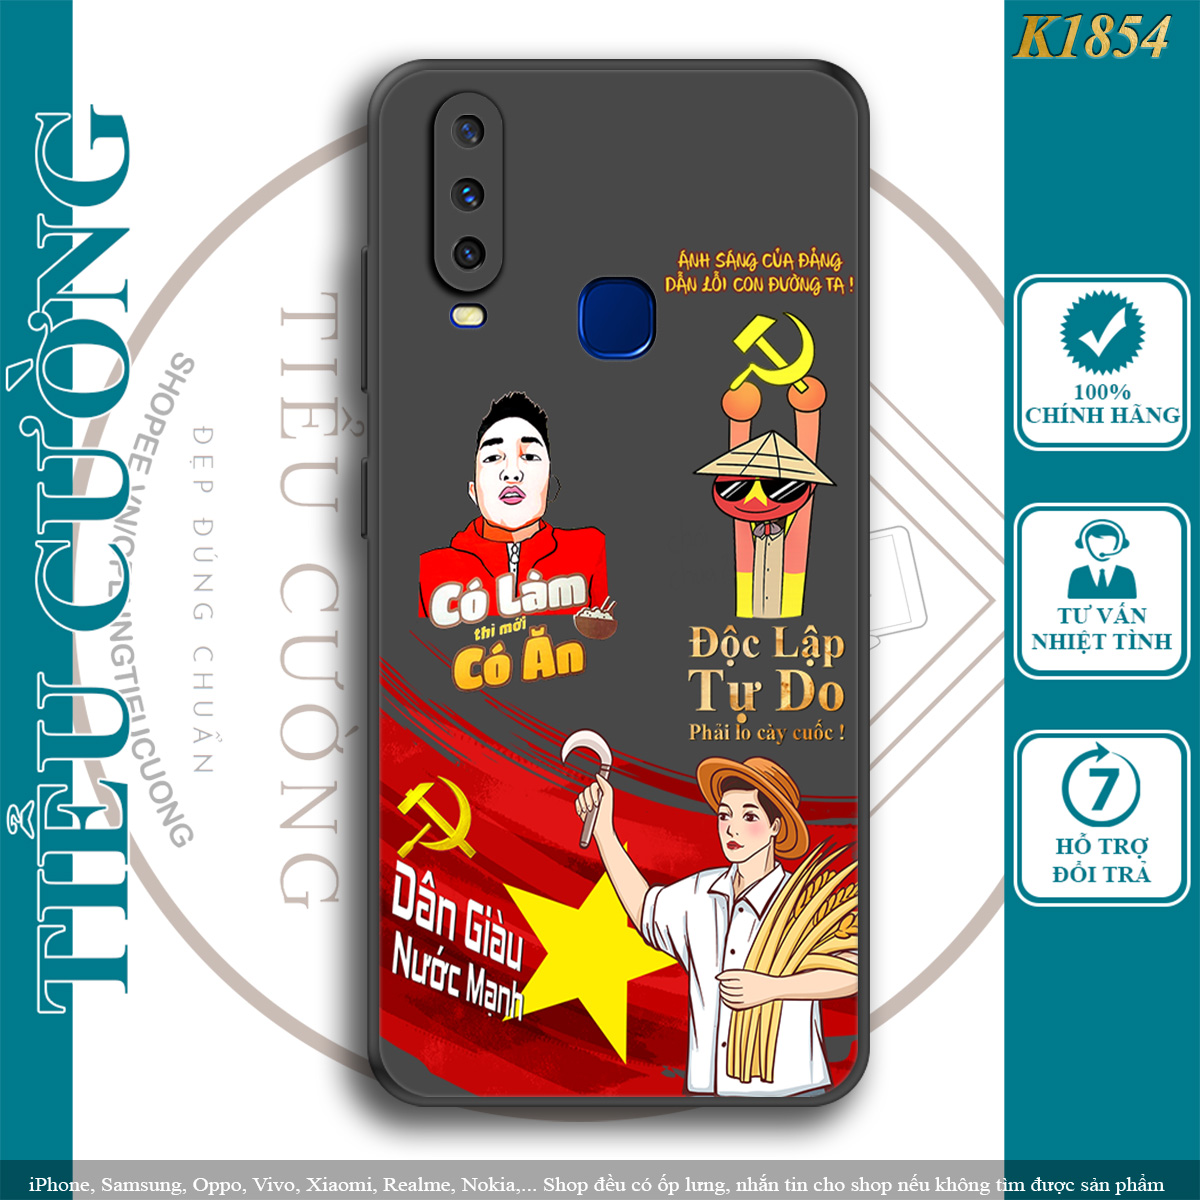 K1854
TIỂU CƯỜNG
TIỂU CƯỜNG
ĐẸP ĐÚNG CHUẨN
ÁNH SÁNG CỦA ĐẢNG
DẪN LỖI CON ĐƯỜNG TA !
Có Làm
thì mới
Có Ăn
Độc Lập
Tự Do
Phải lo cày cuốc !
Dân Giàu
Nước Mạnh
100%
CHÍNH HÃNG
TƯ VẤN
NHIỆT TÌNH
7
HỖ TRỢ
ĐỔI TRẢ
iPhone, Samsung, Oppo, Vivo, Xiaomi, Realme, Nokia,... Shop đều có ốp lưng, nhắn tin cho shop nếu không tìm được sản phẩm